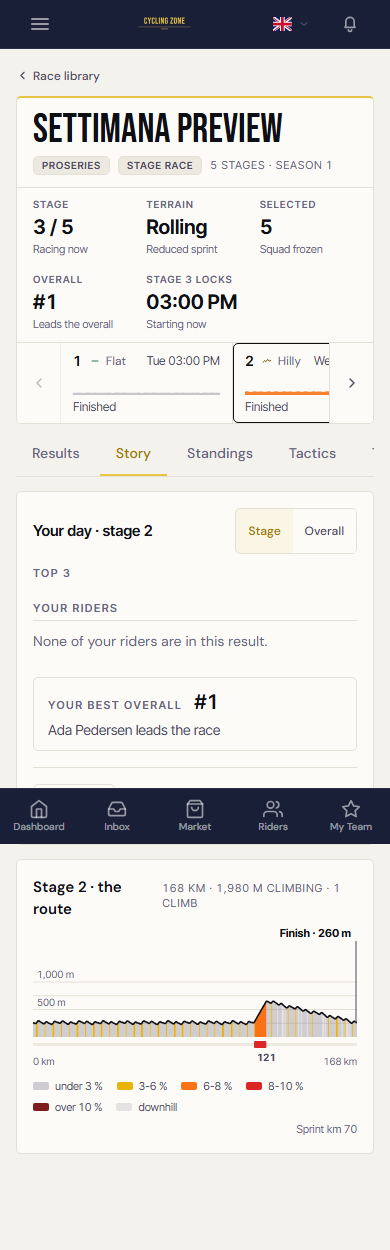 CYCLING ZONE
Race library
SETTIMANA PREVIEW
PROSERIES STAGE RACE 5 STAGES · SEASON 1
STAGE TERRAIN SELECTED
3 / 5 Rolling 5
Racing now Reduced sprint Squad frozen
OVERALL STAGE 3 LOCKS
#1 03:00 PM
Leads the overall Starting now
1 Flat Tue 03:00 PM 2 Hilly We
Finished Finished
Results Story Standings Tactics
Your day · stage 2 Stage Overall
TOP 3
YOUR RIDERS
None of your riders are in this result.
YOUR BEST OVERALL #1
Ada Pedersen leads the race
Dashboard Inbox Market Riders My Team
Stage 2 · the route
168 KM · 1,980 M CLIMBING · 1 CLIMB
Finish · 260 m
1,000 m
500 m
121
0 km 168 km
under 3 % 3-6 % 6-8 % 8-10 %
over 10 % downhill
Sprint km 70